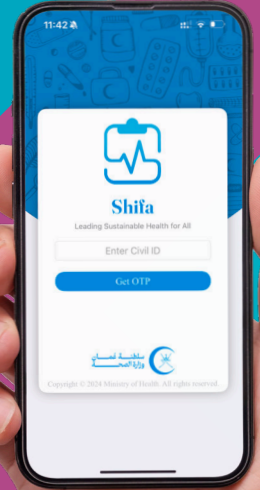 11:42
Shifa
Leading Sustainable Health for All
Enter Civil ID
Get OTP
سلطنة عمان
وزارة الصحة
Copyright © 2024 Ministry of Health. All rights reserved.